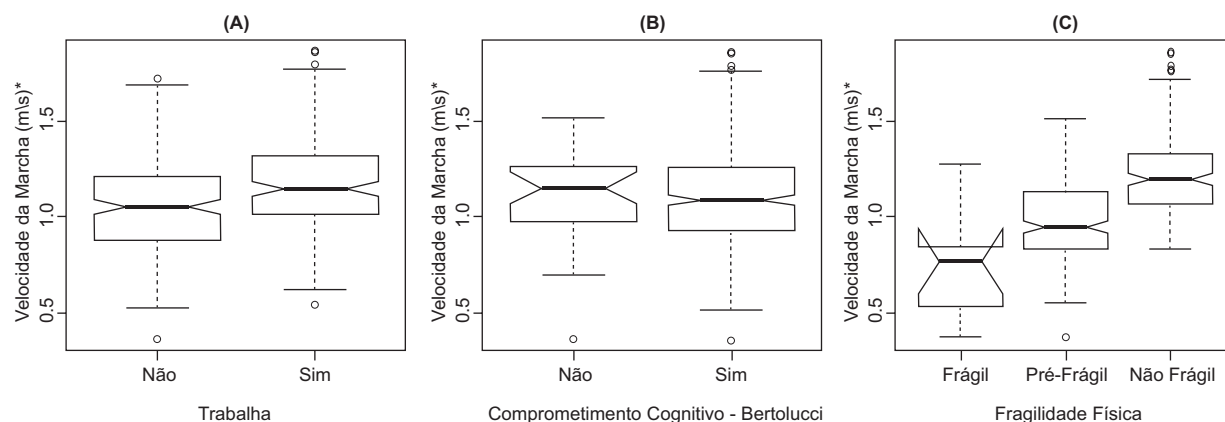 (A)
Velocidade da Marcha (m\s)*
1.5
1.0
0.5
Não Sim
Trabalha
(B)
Velocidade da Marcha (m\s)*
1.5
1.0
0.5
Não Sim
Comprometimento Cognitivo - Bertolucci
(C)
Velocidade da Marcha (m\s)*
1.5
1.0
0.5
Frágil Pré-Frágil Não Frágil
Fragilidade Física